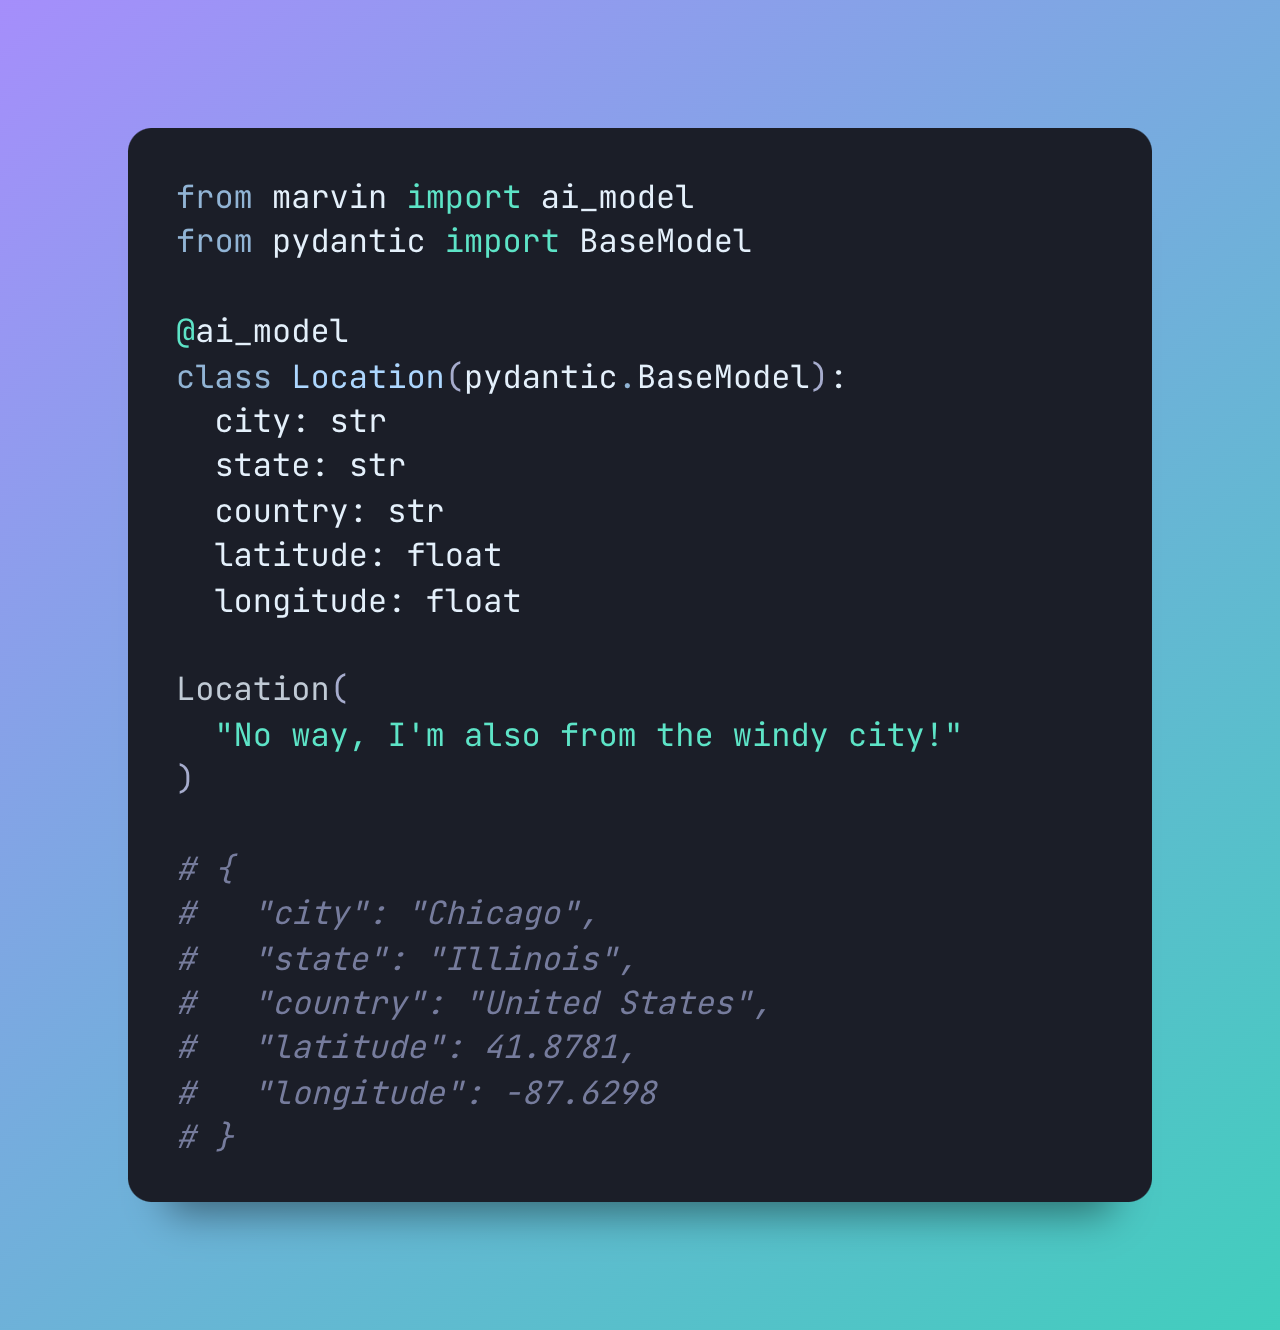 from marvin import ai_model
from pydantic import BaseModel

@ai_model
class Location(pydantic.BaseModel):
  city: str
  state: str
  country: str
  latitude: float
  longitude: float

Location(
  "No way, I'm also from the windy city!"
)

# {
#   "city": "Chicago",
#   "state": "Illinois",
#   "country": "United States",
#   "latitude": 41.8781,
#   "longitude": -87.6298
# }